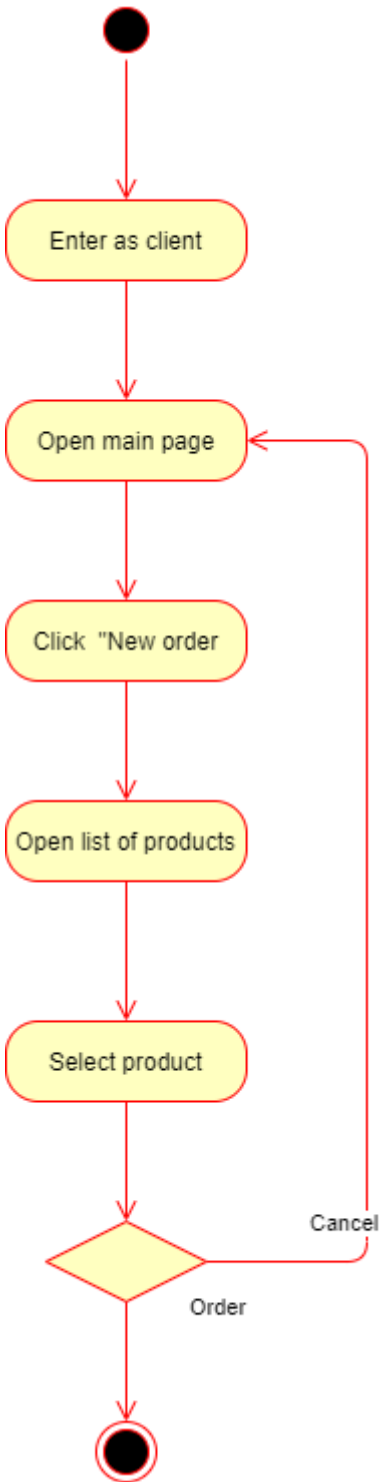 Enter as client
Open main page
Click  "New order
Open list of products
Select product
Cancel
Order